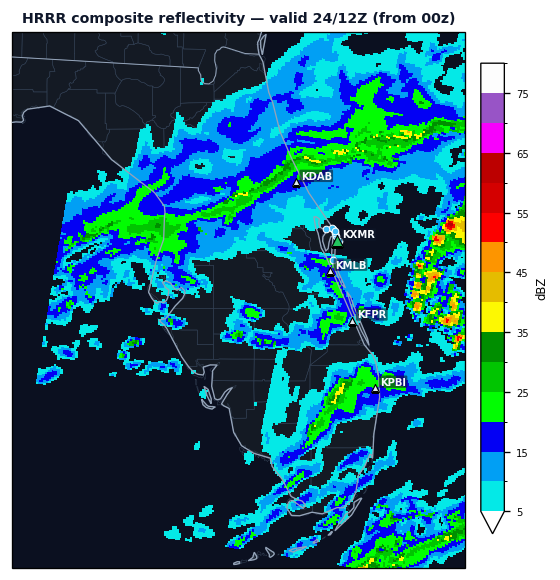 HRRR composite reflectivity — valid 24/12Z (from 00z)
KDAB
KXMR
KMLB
KFPR
KPBI
75
65
55
45
35
25
15
5
dBZ